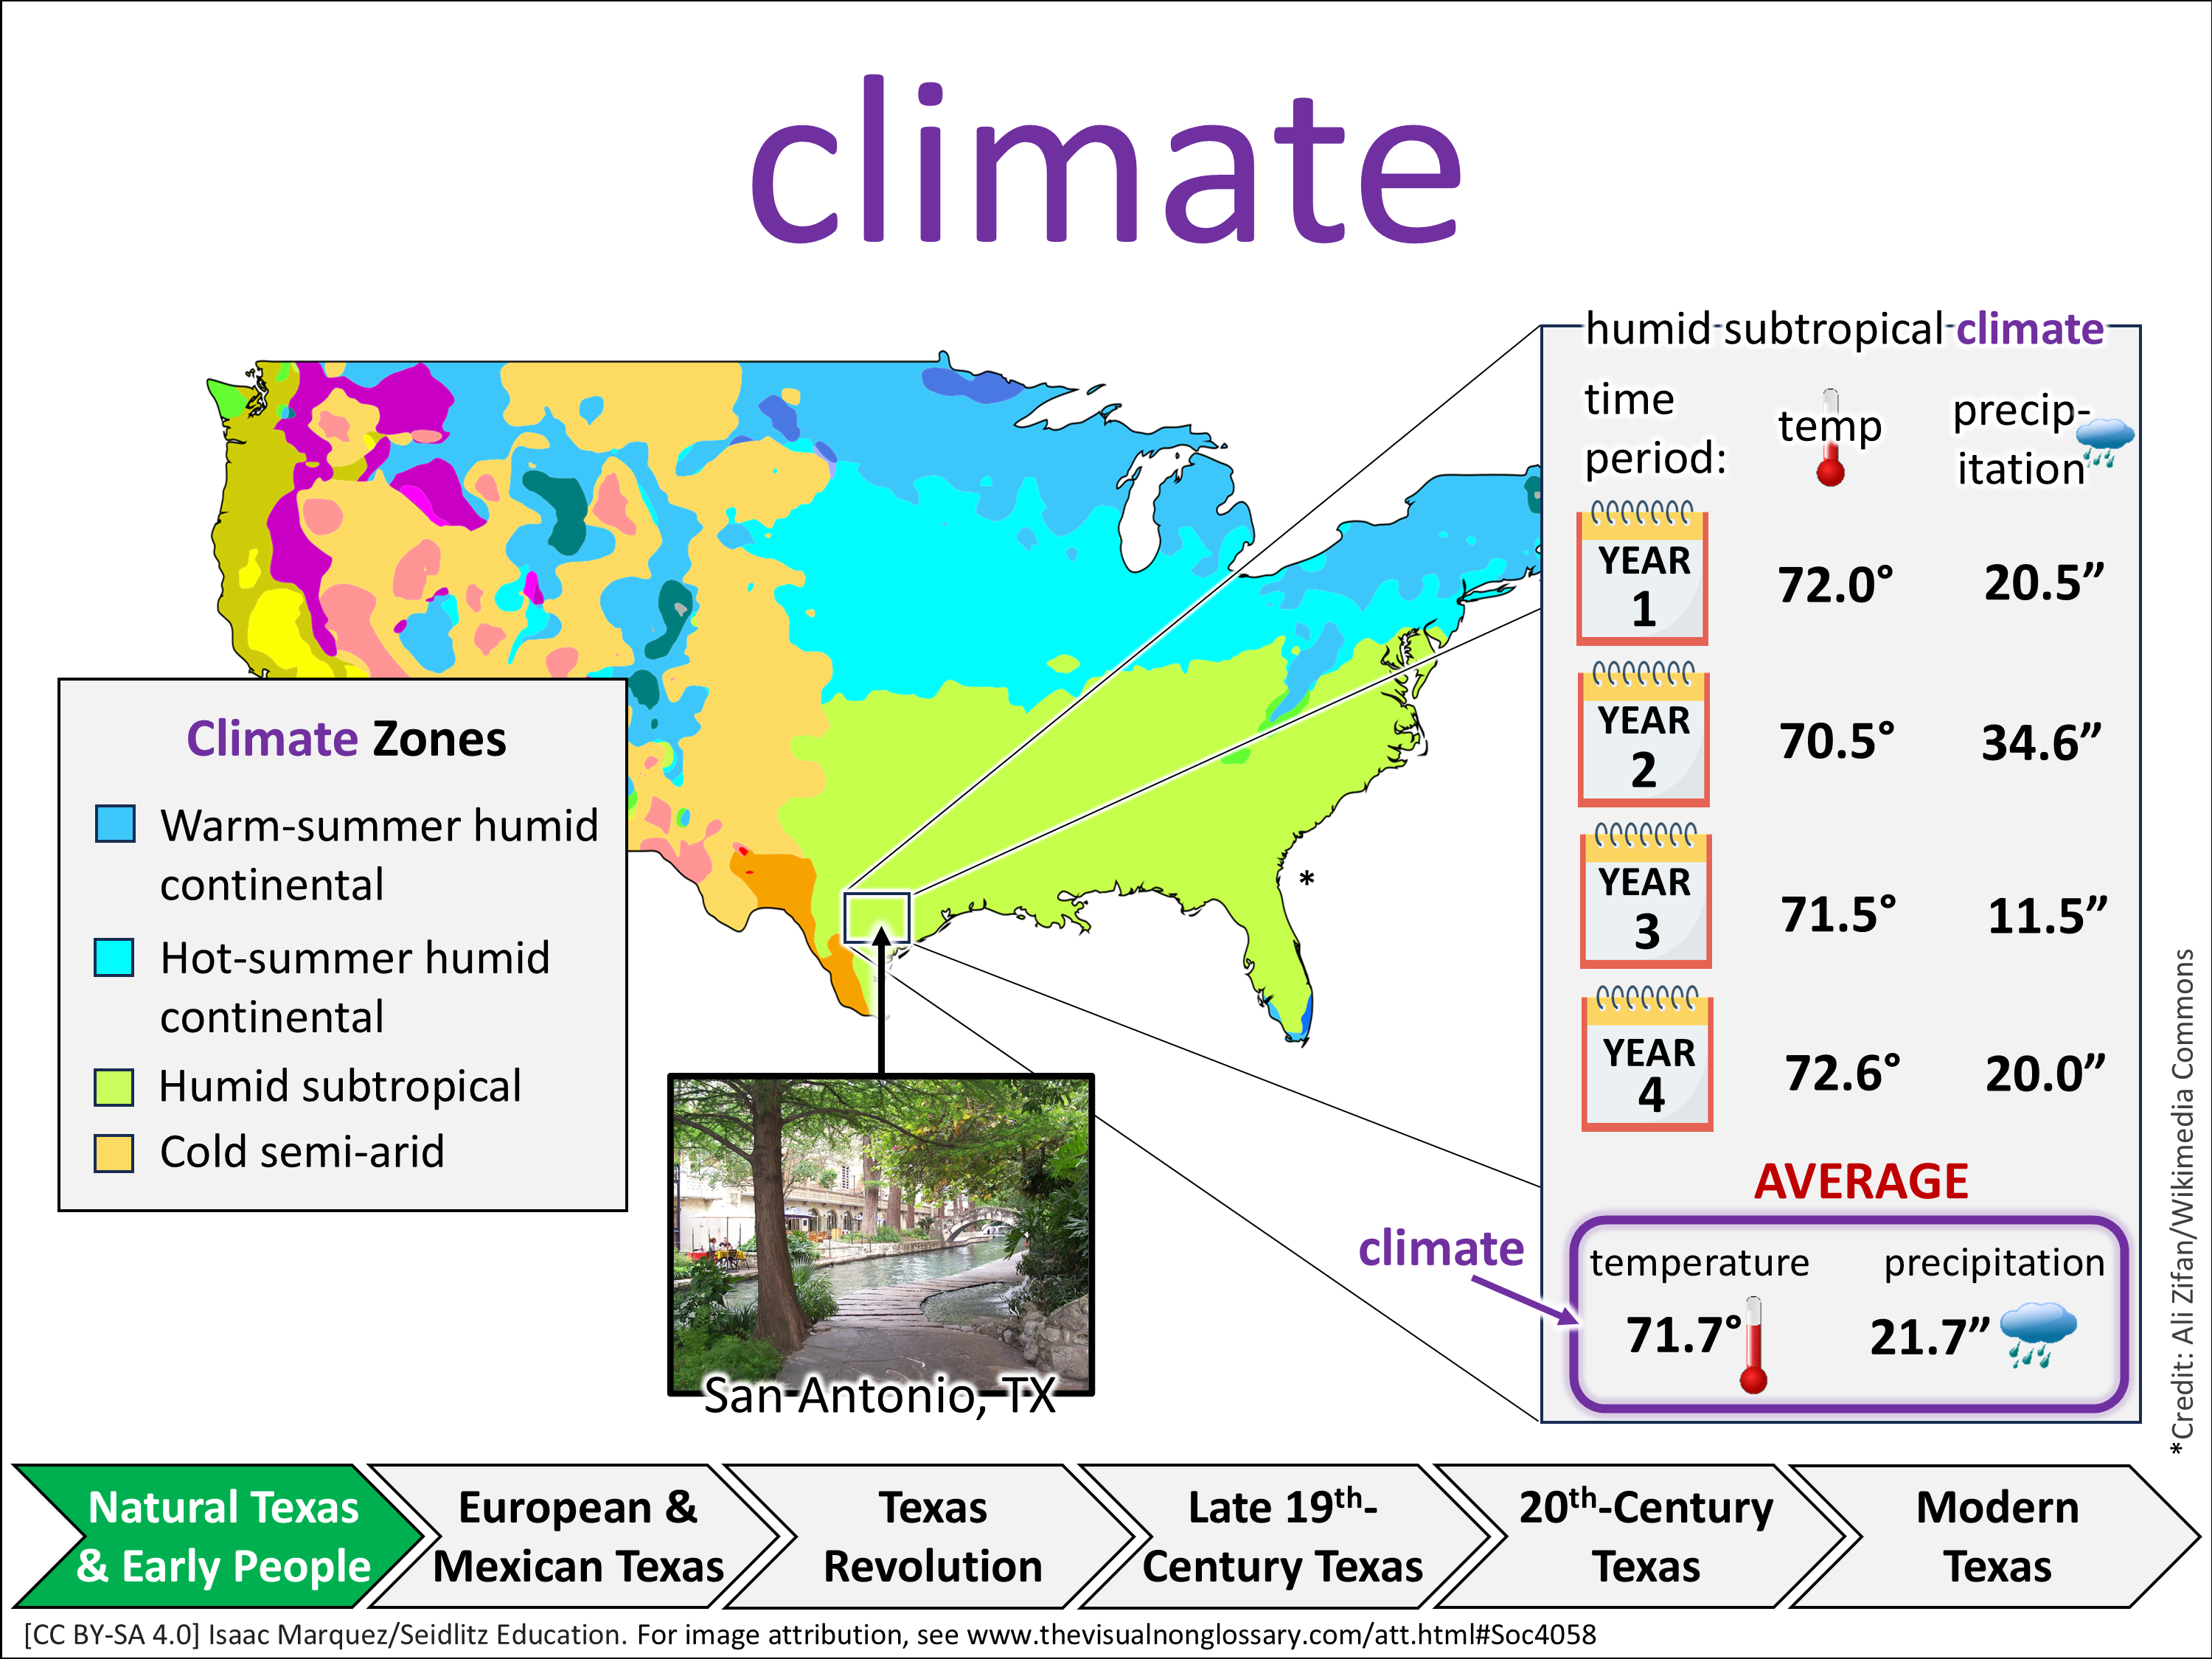 climate
humid subtropical climate
time
period:
temp
precip-
itation
YEAR
1
72.0°
20.5”
YEAR
2
70.5°
34.6”
YEAR
3
71.5°
11.5”
YEAR
4
72.6°
20.0”
AVERAGE
climate
temperature
precipitation
71.7°
21.7”
Climate Zones
Warm-summer humid
continental
Hot-summer humid
continental
Humid subtropical
Cold semi-arid
*
San Antonio, TX
*Credit: Ali Zifan/Wikimedia Commons
Natural Texas
& Early People
European &
Mexican Texas
Texas
Revolution
Late 19th-
Century Texas
20th-Century
Texas
Modern
Texas
[CC BY-SA 4.0] Isaac Marquez/Seidlitz Education. For image attribution, see www.thevisualnonglossary.com/att.html#Soc4058